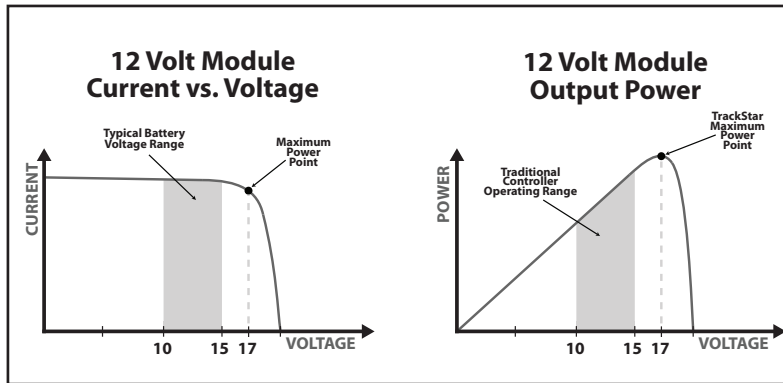 12 Volt Module
Current vs. Voltage
Typical Battery
Voltage Range
Maximum
Power
Point
CURRENT
10
15
17
VOLTAGE
12 Volt Module
Output Power
TrackStar
Maximum
Power
Point
Traditional
Controller
Operating Range
POWER
10
15
17
VOLTAGE